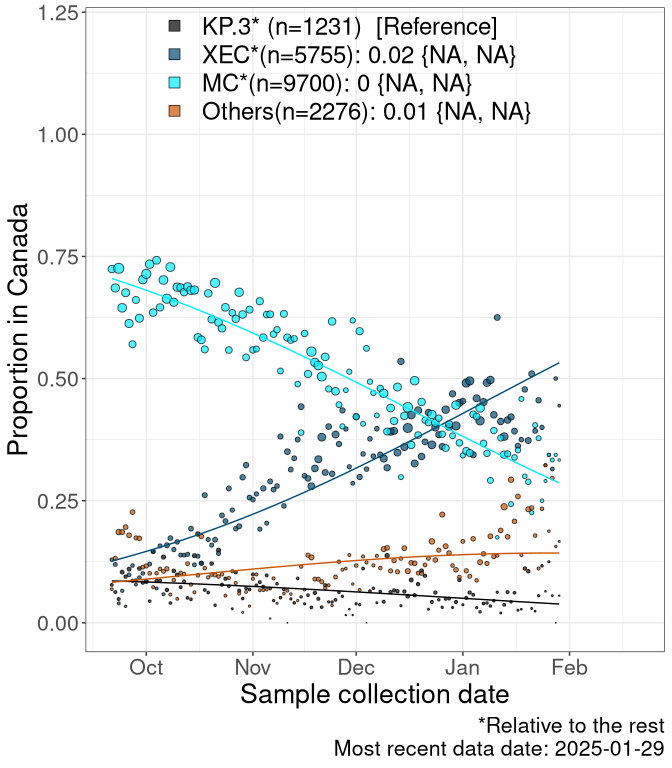 KP.3* (n=1231)  [Reference]
XEC*(n=5755): 0.02 {NA, NA}
MC*(n=9700): 0 {NA, NA}
Others(n=2276): 0.01 {NA, NA}
1.25
1.00
0.75
0.50
0.25
0.00
Proportion in Canada
Oct Nov Dec Jan Feb
Sample collection date
*Relative to the rest
Most recent data date: 2025-01-29